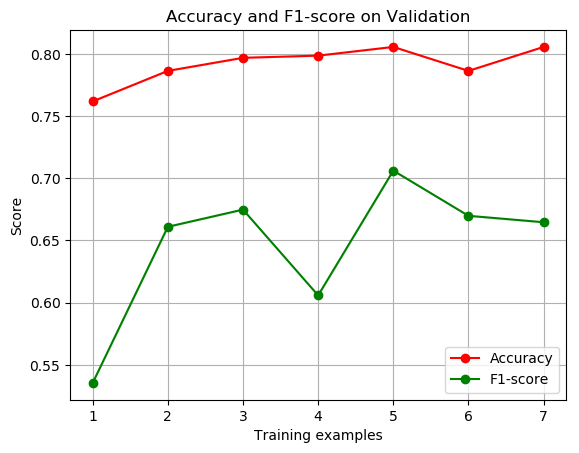 Accuracy and F1-score on Validation
Score
0.80
0.75
0.70
0.65
0.60
0.55
Accuracy
F1-score
1 2 3 4 5 6 7
Training examples